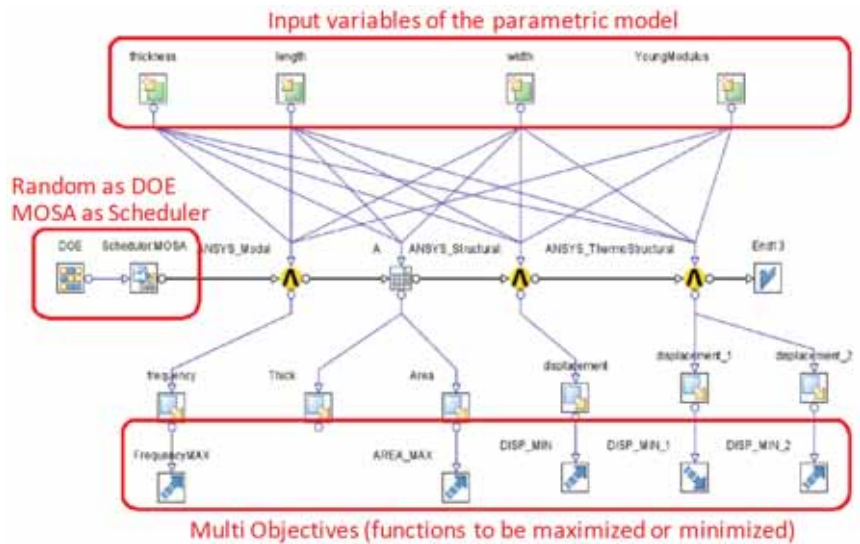 Input variables of the parametric model
thickness length width YoungModulus
Random as DOE
MOSA as Scheduler
DOE SchedulerMOSA ANSYS_Modal A ANSYS_Structural ANSYS_ThermoStructural
frequency Thick Area displacement displacement_1 displacement_2
FrequencyMAX AREA_MAX DISP_MIN DISP_MIN_1 DISP_MIN_2
Multi Objectives (functions to be maximized or minimized)